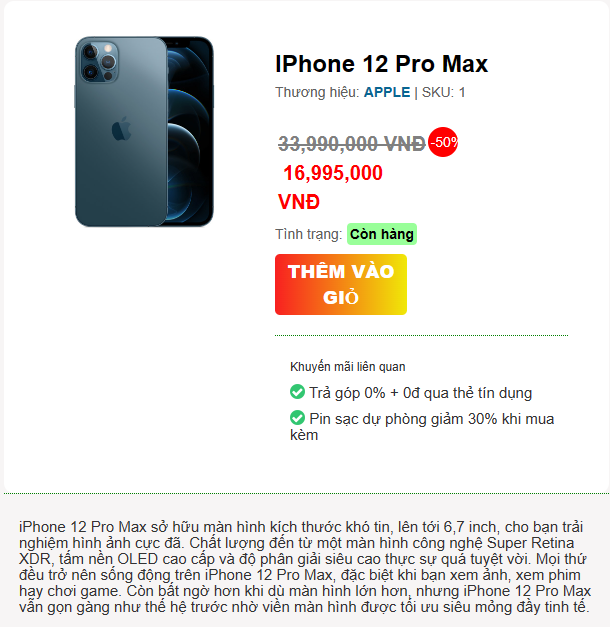 IPhone 12 Pro Max
Thương hiệu: APPLE | SKU: 1
33,990,000 VNĐ -50%
16,995,000
VNĐ
Tình trạng: Còn hàng
THÊM VÀO
GIỎ
Khuyến mãi liên quan
Trả góp 0% + 0đ qua thẻ tín dụng
Pin sạc dự phòng giảm 30% khi mua
kèm
iPhone 12 Pro Max sở hữu màn hình kích thước khó tin, lên tới 6,7 inch, cho bạn trải
nghiệm hình ảnh cực đã. Chất lượng đến từ một màn hình công nghệ Super Retina
XDR, tấm nền OLED cao cấp và độ phân giải siêu cao thực sự quá tuyệt vời. Mọi thứ
đều trở nên sống động trên iPhone 12 Pro Max, đặc biệt khi bạn xem ảnh, xem phim
hay chơi game. Còn bất ngờ hơn khi dù màn hình lớn hơn, nhưng iPhone 12 Pro Max
vẫn gọn gàng như thế hệ trước nhờ viền màn hình được tối ưu siêu mỏng đầy tinh tế.